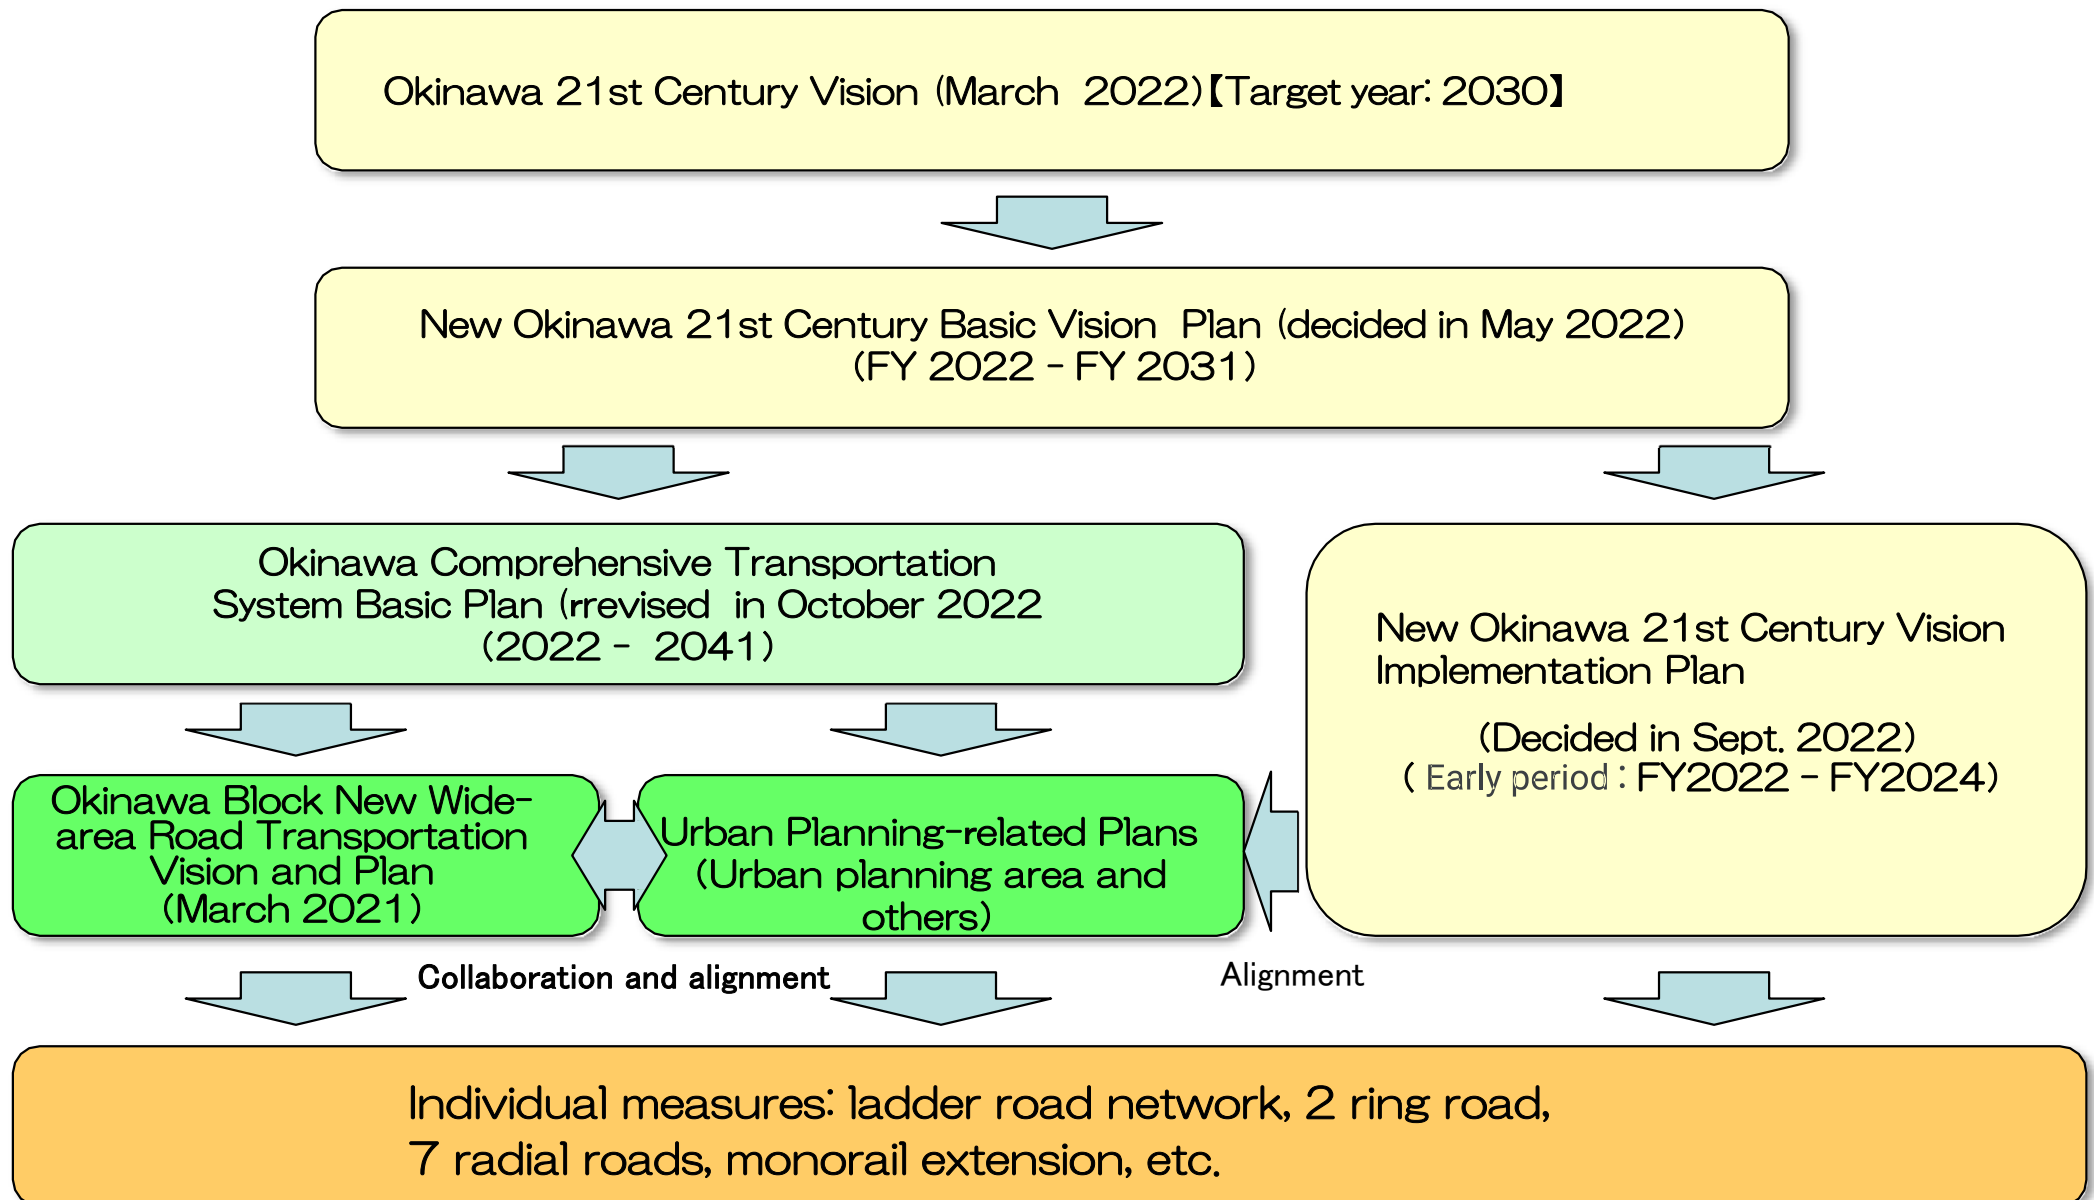 Okinawa 21st Century Vision (March 2022)【Target year: 2030】
New Okinawa 21st Century Basic Vision Plan (decided in May 2022)
(FY 2022 - FY 2031)
Okinawa Comprehensive Transportation
System Basic Plan (rrevised in October 2022
(2022 - 2041)
New Okinawa 21st Century Vision
Implementation Plan
(Decided in Sept. 2022)
( Early period : FY2022 - FY2024)
Okinawa Block New Wide-
area Road Transportation
Vision and Plan
(March 2021)
Urban Planning-related Plans
(Urban planning area and
others)
Collaboration and alignment
Alignment
Individual measures: ladder road network, 2 ring road,
7 radial roads, monorail extension, etc.